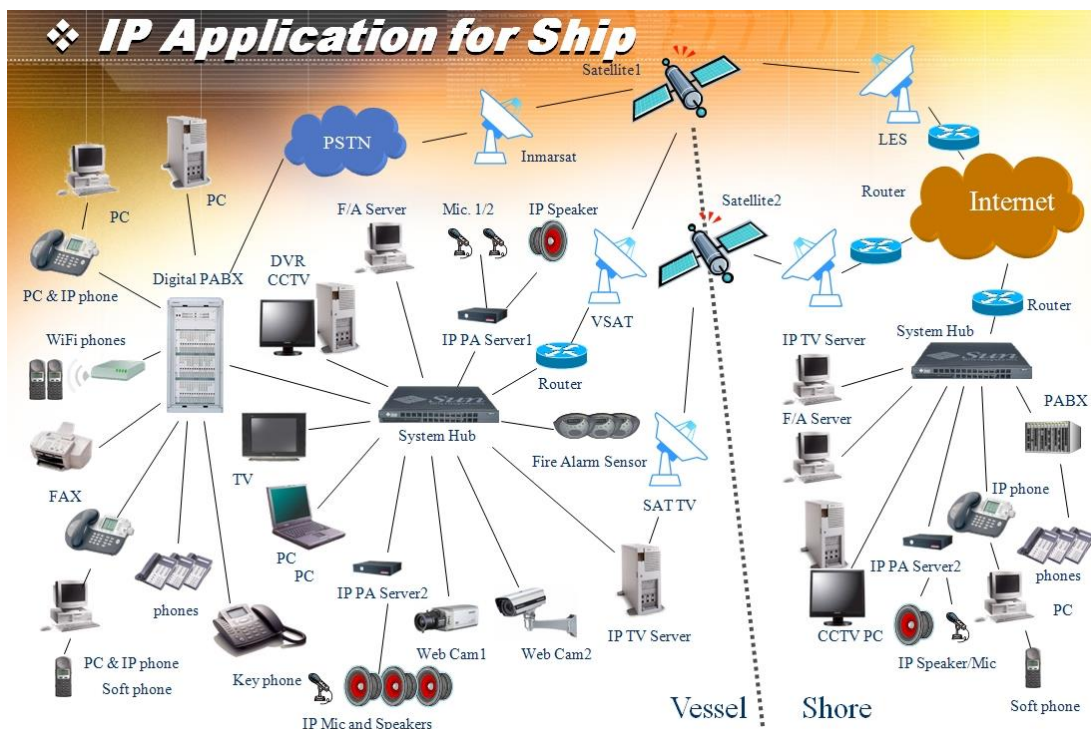 ❖ IP Application for Ship
Satellite1
PSTN
Inmarsat
LES
Router
Internet
PC
PC
F/A Server
Mic. 1/2
IP Speaker
Satellite2
PC & IP phone
Digital PABX
DVR
CCTV
VSAT
IP PA Server1
Router
Router
WiFi phones
Sun
System Hub
IP TV Server
System Hub
Sun
F/A Server
PABX
TV
Fire Alarm Sensor
SAT TV
FAX
IP phone
PC
PC
phones
IP PA Server2
IP PA Server2
phones
PC
IP TV Server
CCTV PC
Web Cam1
Web Cam2
PC & IP phone
Soft phone
Key phone
IP Speaker/Mic
IP Mic and Speakers
Vessel
Shore
Soft phone